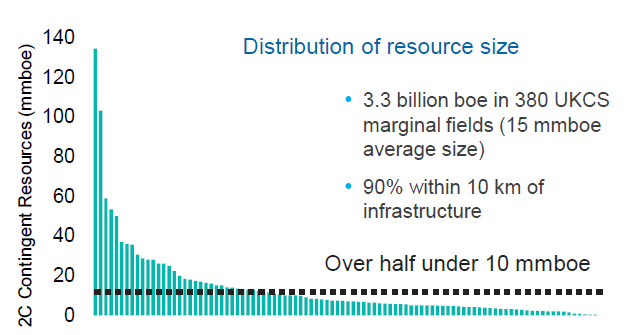 Distribution of resource size
2C Contingent Resources (mmboe)
140
120
100
80
60
40
20
0
• 3.3 billion boe in 380 UKCS
marginal fields (15 mmboe
average size)
• 90% within 10 km of
infrastructure
Over half under 10 mmboe